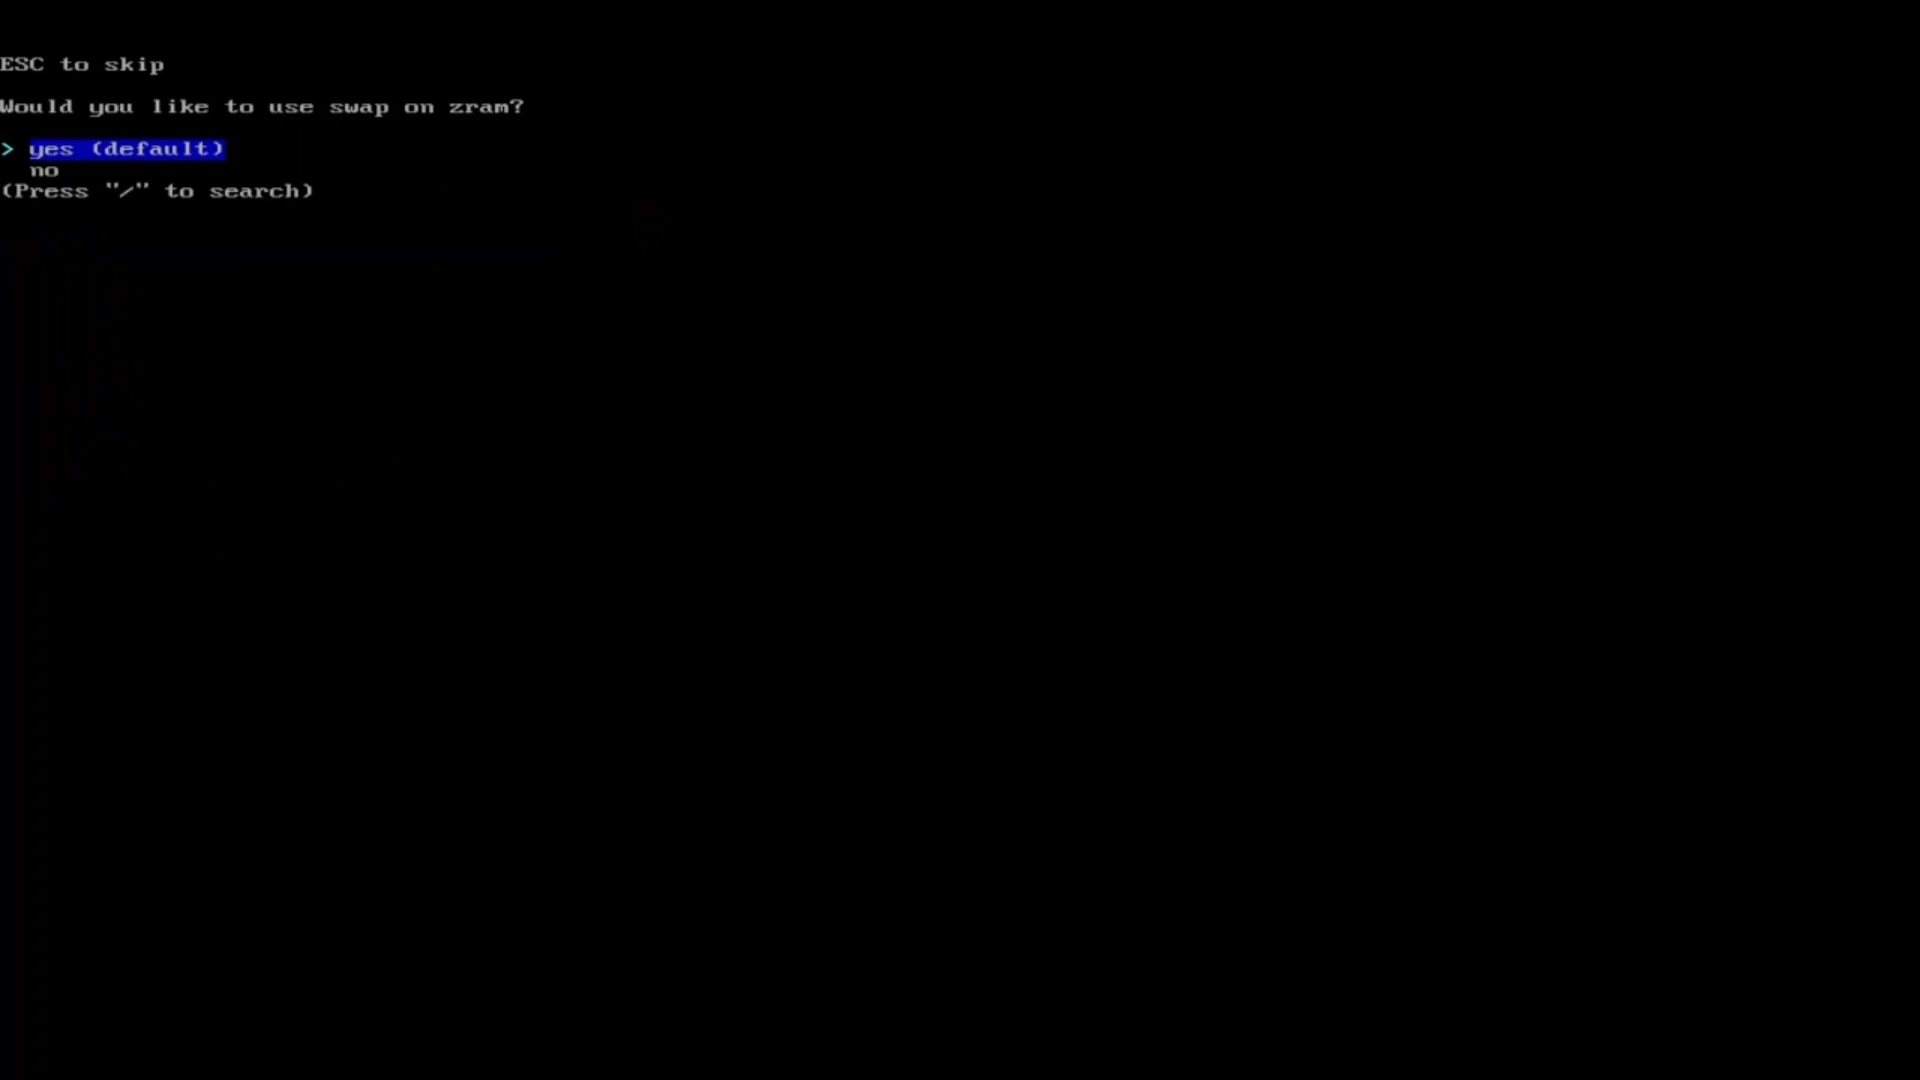 ESC to skip
Would you like to use swap on zram?
> yes (default)
no
(Press "/" to search)